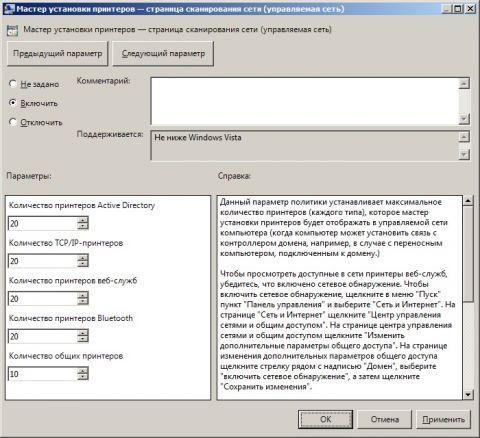 Мастер установки принтеров — страница сканирования сети (управляемая сеть)
Мастер установки принтеров — страница сканирования сети (управляемая сеть)
Предыдущий параметр
Следующий параметр
Не задано
Комментарий:
Включить
Отключить
Поддерживается:
Не ниже Windows Vista
Параметры:
Справка:
Количество принтеров Active Directory
20
Количество TCP/IP-принтеров
20
Количество принтеров веб-служб
20
Количество принтеров Bluetooth
20
Количество общих принтеров
10
Данный параметр политики устанавливает максимальное
количество принтеров (каждого типа), которое мастер
установки принтеров будет отображать в управляемой сети
компьютера (когда компьютер может установить связь с
контроллером домена, например, в случае с переносным
компьютером, подключенным к домену.)
Чтобы просмотреть доступные в сети принтеры веб-служб,
убедитесь, что включено сетевое обнаружение. Чтобы
включить сетевое обнаружение, щелкните в меню "Пуск"
пункт "Панель управления" и выберите "Сеть и Интернет". На
странице "Сеть и Интернет" щелкните "Центр управления
сетями и общим доступом". На странице центра управления
сетями и общим доступом щелкните "Изменить
дополнительные параметры общего доступа". На странице
изменения дополнительных параметров общего доступа
щелкните стрелку рядом с надписью "Домен", выберите
"включить сетевое обнаружение", а затем щелкните
"Сохранить изменения".
OK
Отмена
Применить